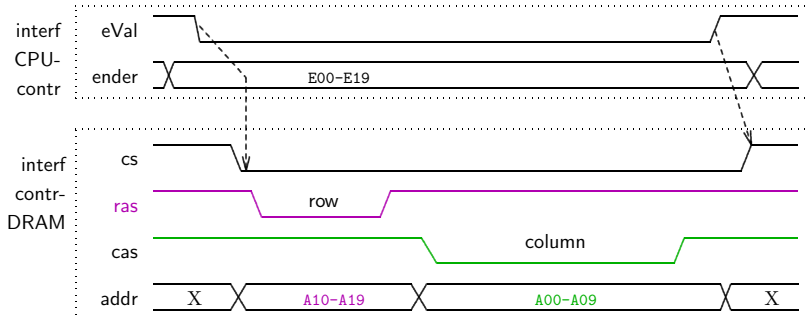 interf
CPU-
contr
eVal
ender
E00-E19
interf
contr-
DRAM
cs
ras
row
cas
column
addr
X
A10-A19
A00-A09
X